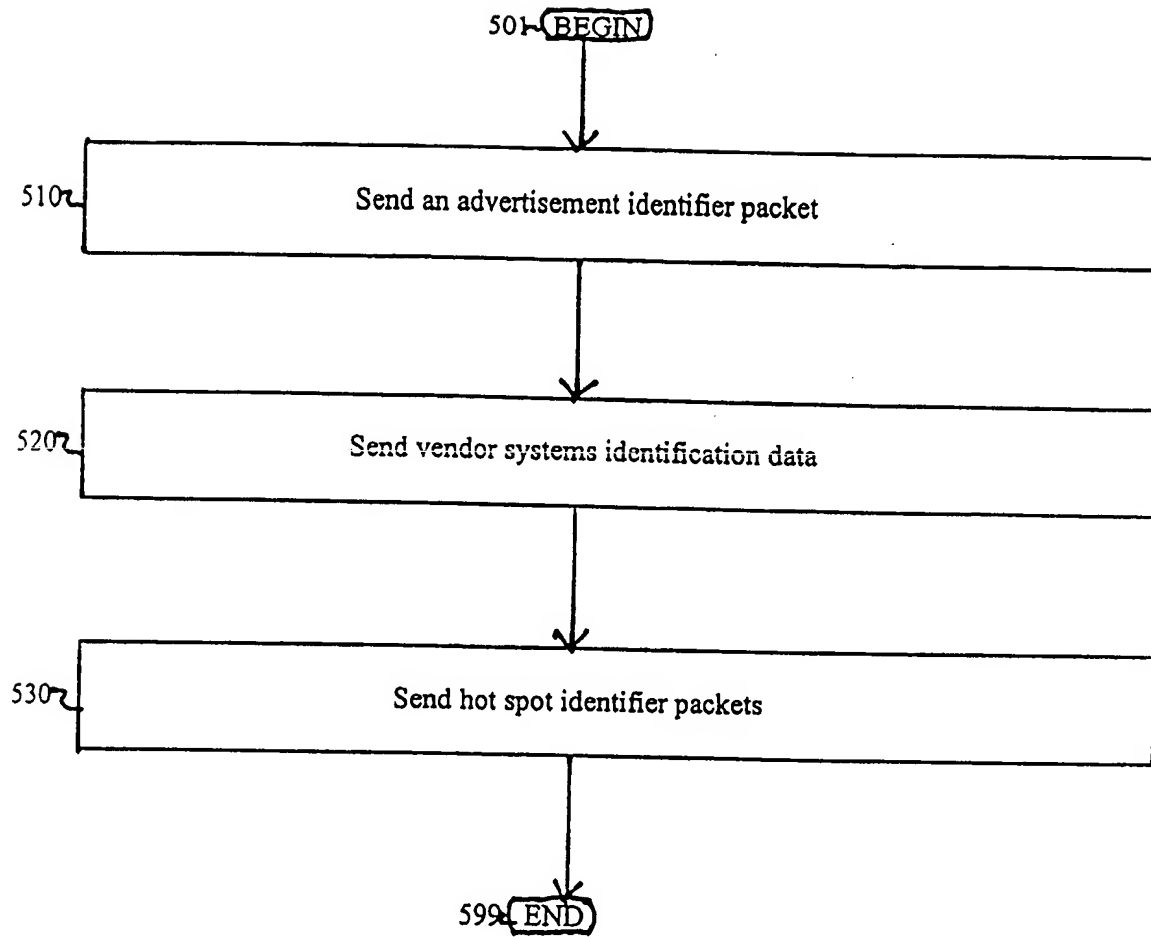 501 BEGIN
510 Send an advertisement identifier packet
520 Send vendor systems identification data
530 Send hot spot identifier packets
599 END